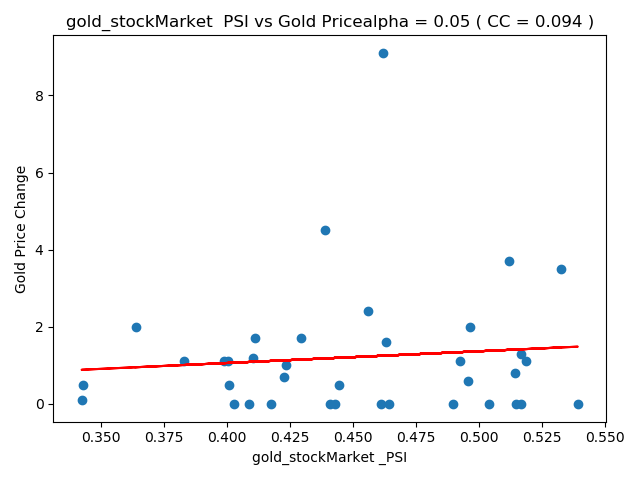 gold_stockMarket  PSI vs Gold Pricealpha = 0.05 ( CC = 0.094 )
Gold Price Change
8
6
4
2
0
0.350 0.375 0.400 0.425 0.450 0.475 0.500 0.525 0.550
gold_stockMarket _PSI